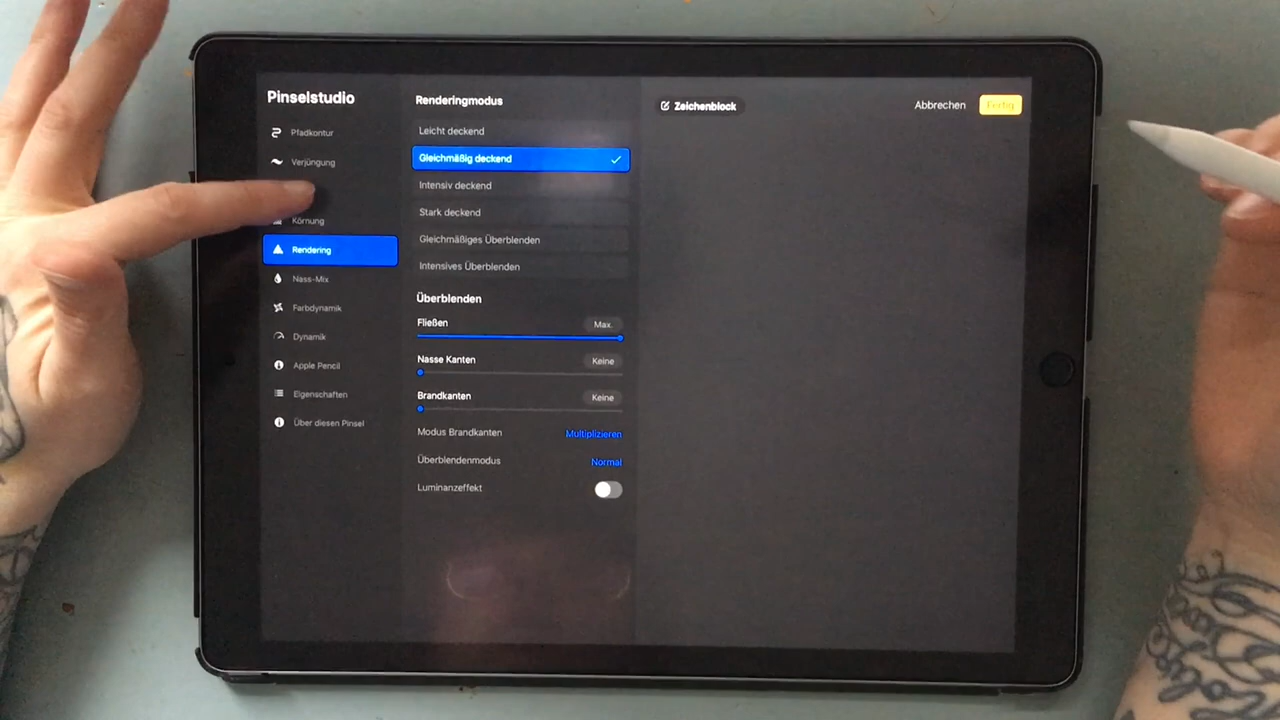 Pinselstudio
Pfadkontur
Verjüngung
Körnung
Rendering
Nass-Mix
Farbdynamik
Dynamik
Apple Pencil
Eigenschaften
Über diesen Pinsel
Renderingmodus
Leicht deckend
Gleichmäßig deckend
Intensiv deckend
Stark deckend
Gleichmäßiges Überblenden
Intensives Überblenden
Überblenden
Fließen Max.
Nasse Kanten Keine
Brandkanten Keine
Modus Brandkanten Multiplizieren
Überblendenmodus Normal
Luminanzeffekt
Zeichenblock
Abbrechen Fertig